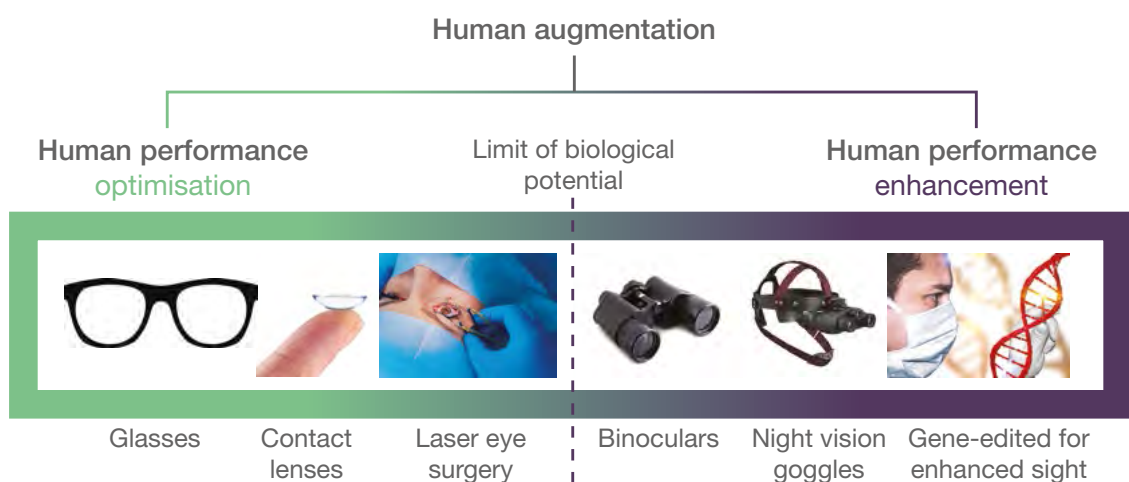 Human augmentation
Human performance
optimisation
Limit of biological
potential
Human performance
enhancement
Glasses
Contact
lenses
Laser eye
surgery
Binoculars
Night vision
goggles
Gene-edited for
enhanced sight